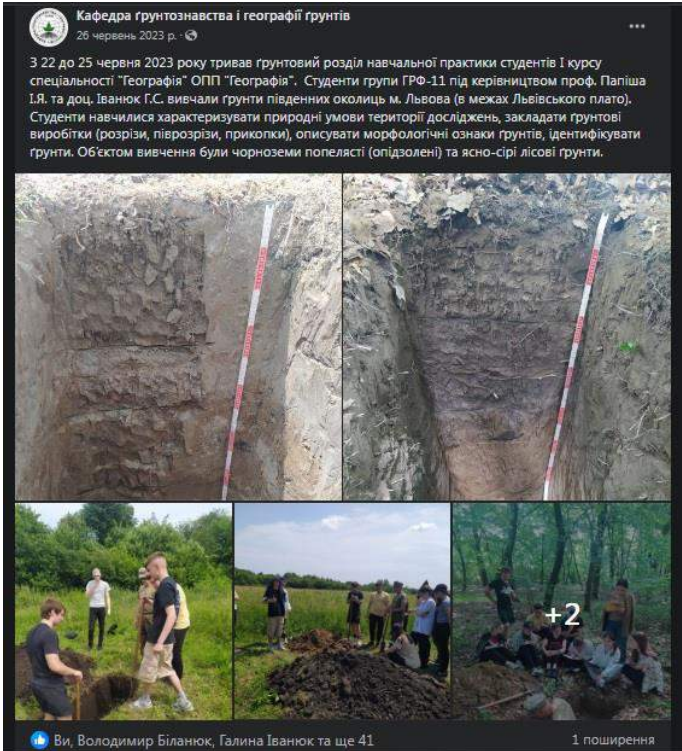 Кафедра ґрунтознавства і географії ґрунтів
26 червень 2023 р. ·
З 22 до 25 червня 2023 року тривав ґрунтовий розділ навчальної практики студентів І курсу
спеціальності "Географія" ОПП "Географія". Студенти групи ГРФ-11 під керівництвом проф. Папіша
І.Я. та доц. Іванюк Г.С. вивчали ґрунти південних околиць м. Львова (в межах Львівського плато).
Студенти навчилися характеризувати природні умови території досліджень, закладати ґрунтові
виробітки (розрізи, піврозрізи, прикопки), описувати морфологічні ознаки ґрунтів, ідентифікувати
ґрунти. Об'єктом вивчення були чорноземи попелясті (опідзолені) та ясно-сірі лісові ґрунти.
+2
Ви, Володимир Біланюк, Галина Іванюк та ще 41
1 поширення